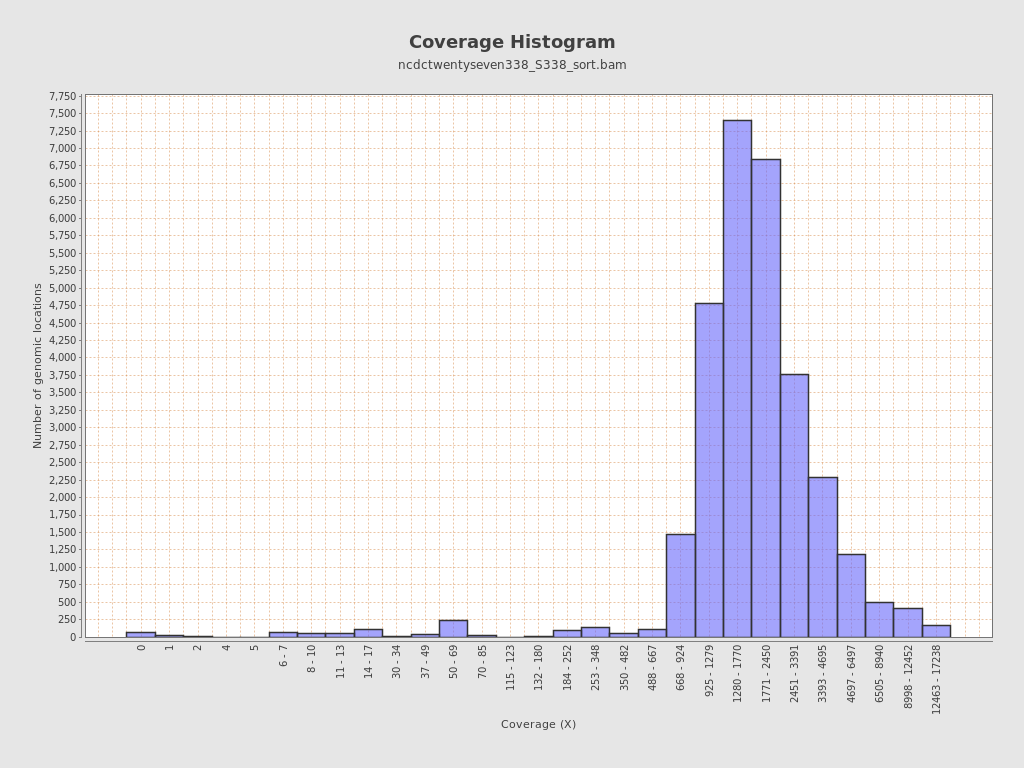 Coverage Histogram
ncdctwentyseven338_S338_sort.bam
Number of genomic locations
7,750
7,500
7,250
7,000
6,750
6,500
6,250
6,000
5,750
5,500
5,250
5,000
4,750
4,500
4,250
4,000
3,750
3,500
3,250
3,000
2,750
2,500
2,250
2,000
1,750
1,500
1,250
1,000
750
500
250
0
0
1
2
4
5
6 - 7
8 - 10
11 - 13
14 - 17
30 - 34
37 - 49
50 - 69
70 - 85
115 - 123
132 - 180
184 - 252
253 - 348
350 - 482
488 - 667
668 - 924
925 - 1279
1280 - 1770
1771 - 2450
2451 - 3391
3393 - 4695
4697 - 6497
6505 - 8940
8998 - 12452
12463 - 17238
Coverage (X)